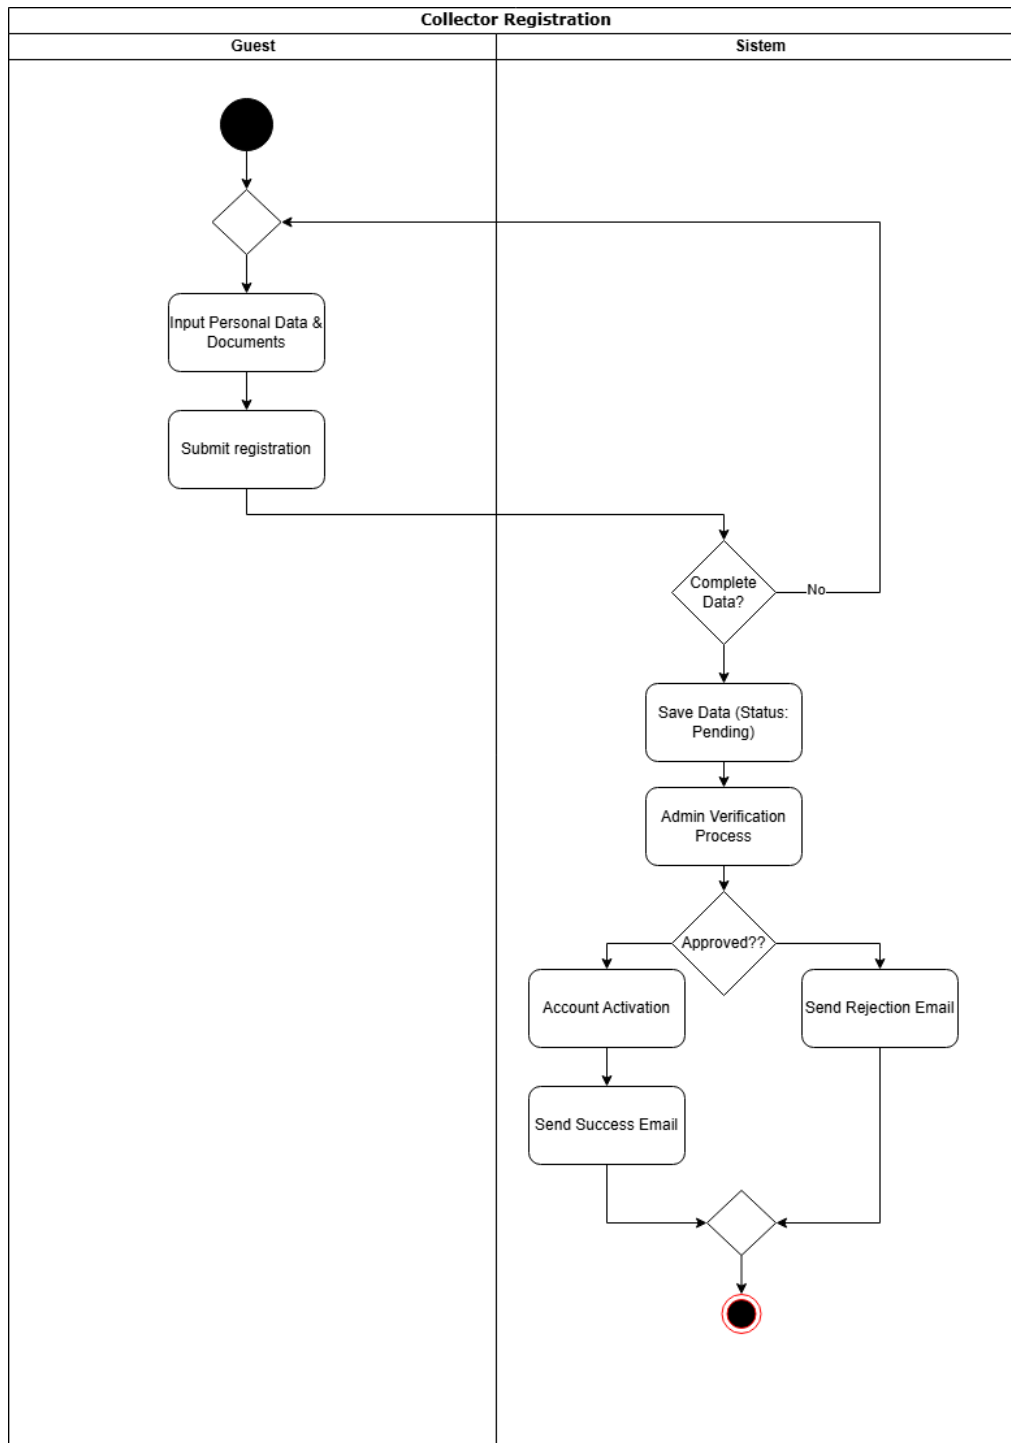 Collector Registration
Guest
Sistem
Input Personal Data &
Documents
Submit registration
Complete
Data?
No
Save Data (Status:
Pending)
Admin Verification
Process
Approved??
Account Activation
Send Rejection Email
Send Success Email